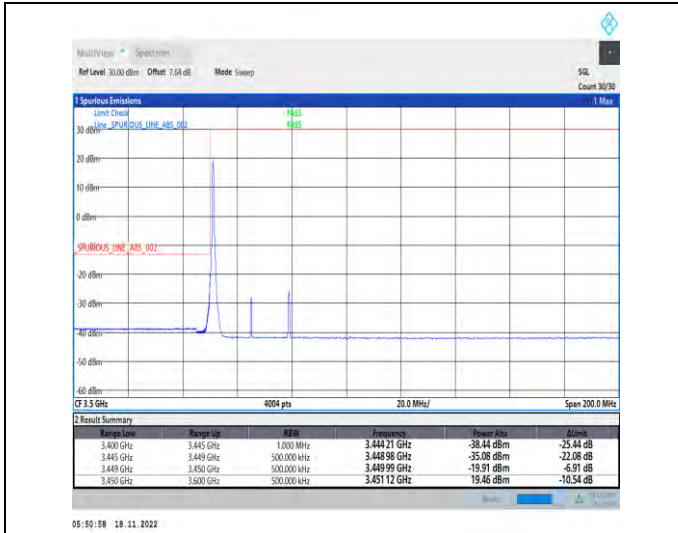 MultiView Spectrum
Ref Level 30.00 dBm Offset 7.64 dB Mode Sweep SGL
Count 30/30
1 Spurious Emissions 1 Max
Limit Check PASS
Line _SPURIOUS_LINE_ABS_002 PASS
30 dBm
20 dBm
10 dBm
0 dBm
_SPURIOUS_LINE_ABS_002
-20 dBm
-30 dBm
-40 dBm
-50 dBm
-60 dBm
CF 3.5 GHz 4004 pts 20.0 MHz/ Span 200.0 MHz
2 Result Summary
Range Low Range Up RBW Frequency Power Abs ΔLimit
3.400 GHz 3.445 GHz 1.000 MHz 3.444 21 GHz -38.44 dBm -25.44 dB
3.445 GHz 3.449 GHz 500.000 kHz 3.448 98 GHz -35.08 dBm -22.08 dB
3.449 GHz 3.450 GHz 500.000 kHz 3.449 99 GHz -19.91 dBm -6.91 dB
3.450 GHz 3.600 GHz 500.000 kHz 3.451 12 GHz 19.46 dBm -10.54 dB
05:50:58 18.11.2022